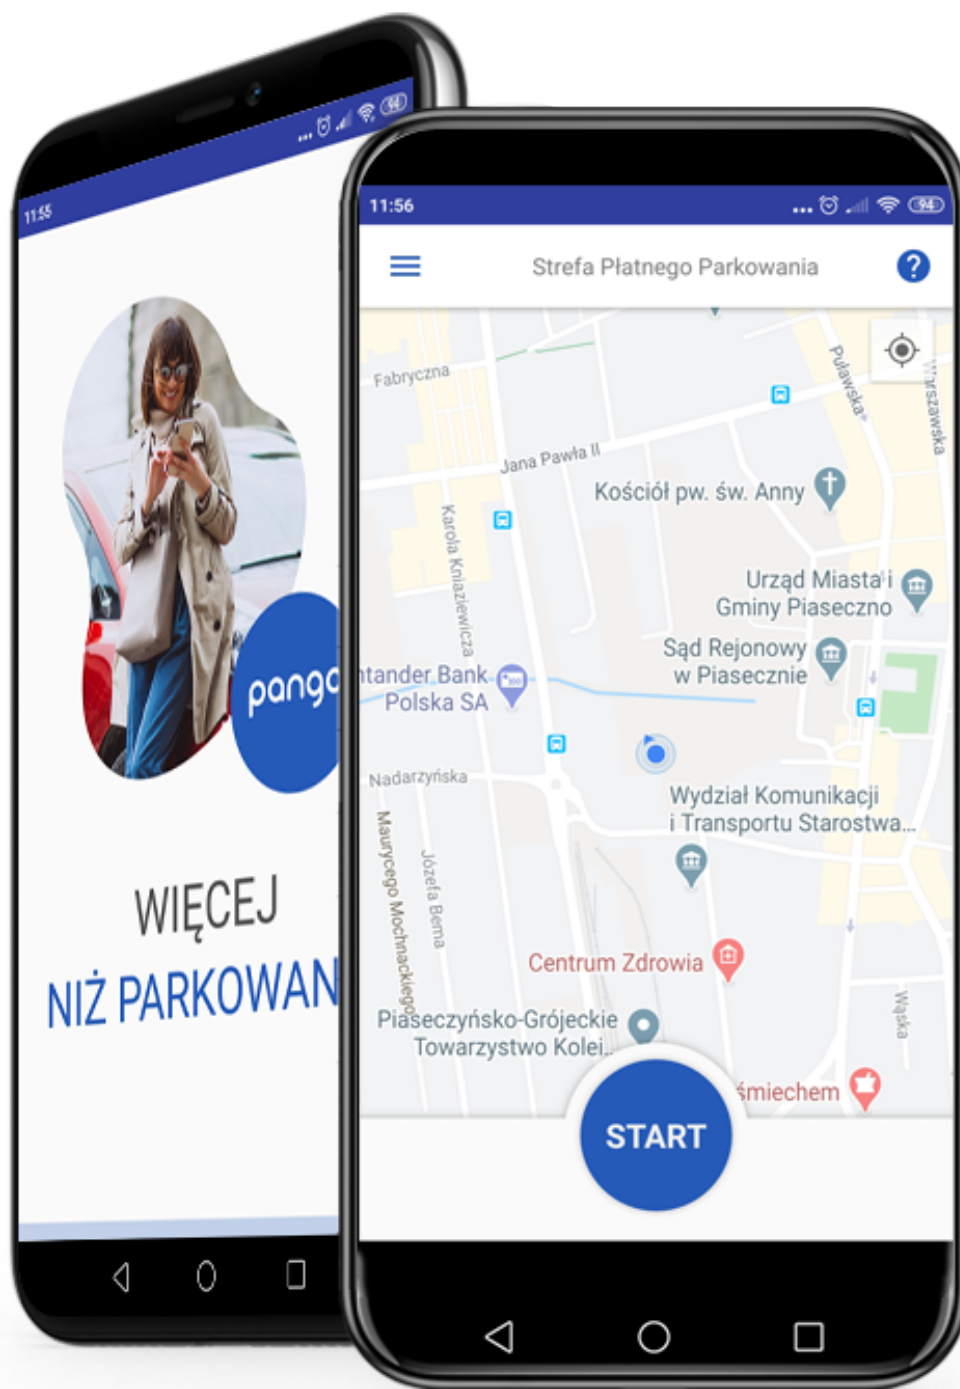 11:55
94
pango
WIĘCEJ
NIŻ PARKOWAN
11:56
94
Strefa Płatnego Parkowania
?
Fabryczna
Puławska
Warszawska
Jana Pawła II
Kościół pw. św. Anny
Karola Kniaziewicza
Urząd Miasta i
Gminy Piaseczno
Sąd Rejonowy
w Piasecznie
ntander Bank
Polska SA
Nadarzyńska
Wydział Komunikacji
i Transportu Starostwa...
Maurycego Mochnackiego
Józefa Bema
Centrum Zdrowia
Wąska
Piaseczyńsko-Grójeckie
Towarzystwo Kolei..
śmiechem
START